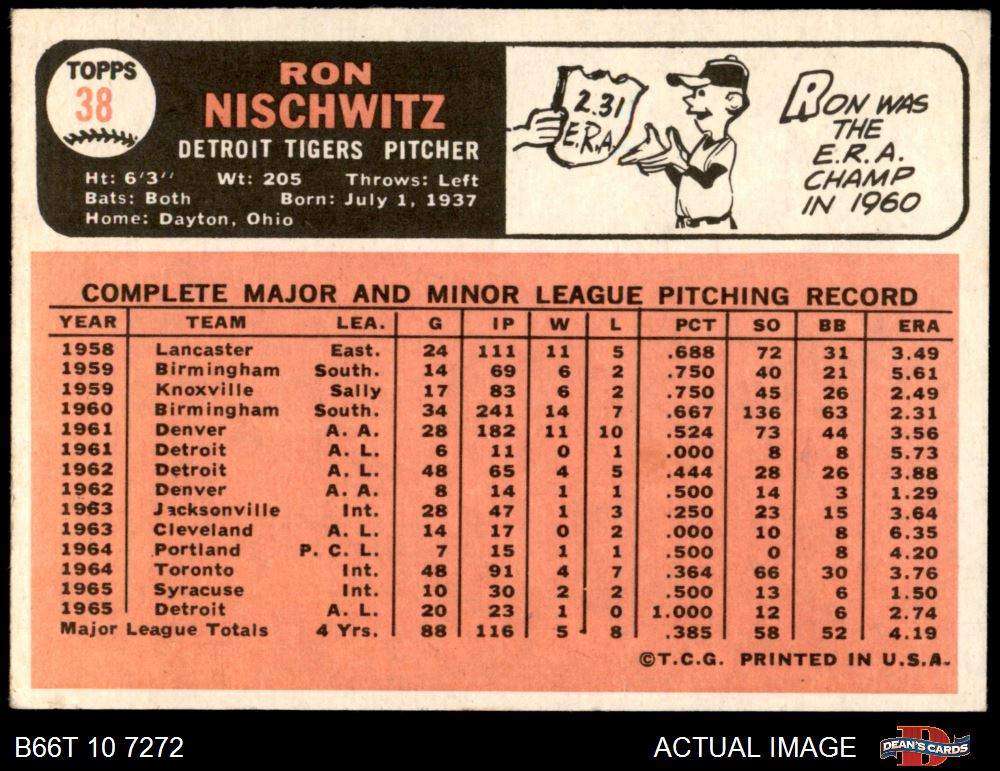 TOPPS
38
RON
NISCHWITZ
DETROIT TIGERS PITCHER
Ht: 6'3" Wt: 205 Throws: Left
Bats: Both Born: July 1, 1937
Home: Dayton, Ohio
2.31
E.R.A.
RON WAS
THE
E.R.A.
CHAMP
IN 1960
COMPLETE MAJOR AND MINOR LEAGUE PITCHING RECORD
YEAR TEAM LEA. G IP W L PCT SO BB ERA
1958 Lancaster East. 24 111 11 5 .688 72 31 3.49
1959 Birmingham South. 14 69 6 2 .750 40 21 5.61
1959 Knoxville Sally 17 83 6 2 .750 45 26 2.49
1960 Birmingham South. 34 241 14 7 .667 136 63 2.31
1961 Denver A. A. 28 182 11 10 .524 73 44 3.56
1961 Detroit A. L. 6 11 0 1 .000 8 8 5.73
1962 Detroit A. L. 48 65 4 5 .444 28 26 3.88
1962 Denver A. A. 8 14 1 1 .500 14 3 1.29
1963 Jacksonville Int. 28 47 1 3 .250 23 15 3.64
1963 Cleveland A. L. 14 17 0 2 .000 10 8 6.35
1964 Portland P. C. L. 7 15 1 1 .500 0 8 4.20
1964 Toronto Int. 48 91 4 7 .364 66 30 3.76
1965 Syracuse Int. 10 30 2 2 .500 13 6 1.50
1965 Detroit A. L. 20 23 1 0 1.000 12 6 2.74
Major League Totals 4 Yrs. 88 116 5 8 .385 58 52 4.19
©T.C.G. PRINTED IN U.S.A.
B66T 10 7272
ACTUAL IMAGE
DEAN'S CARDS